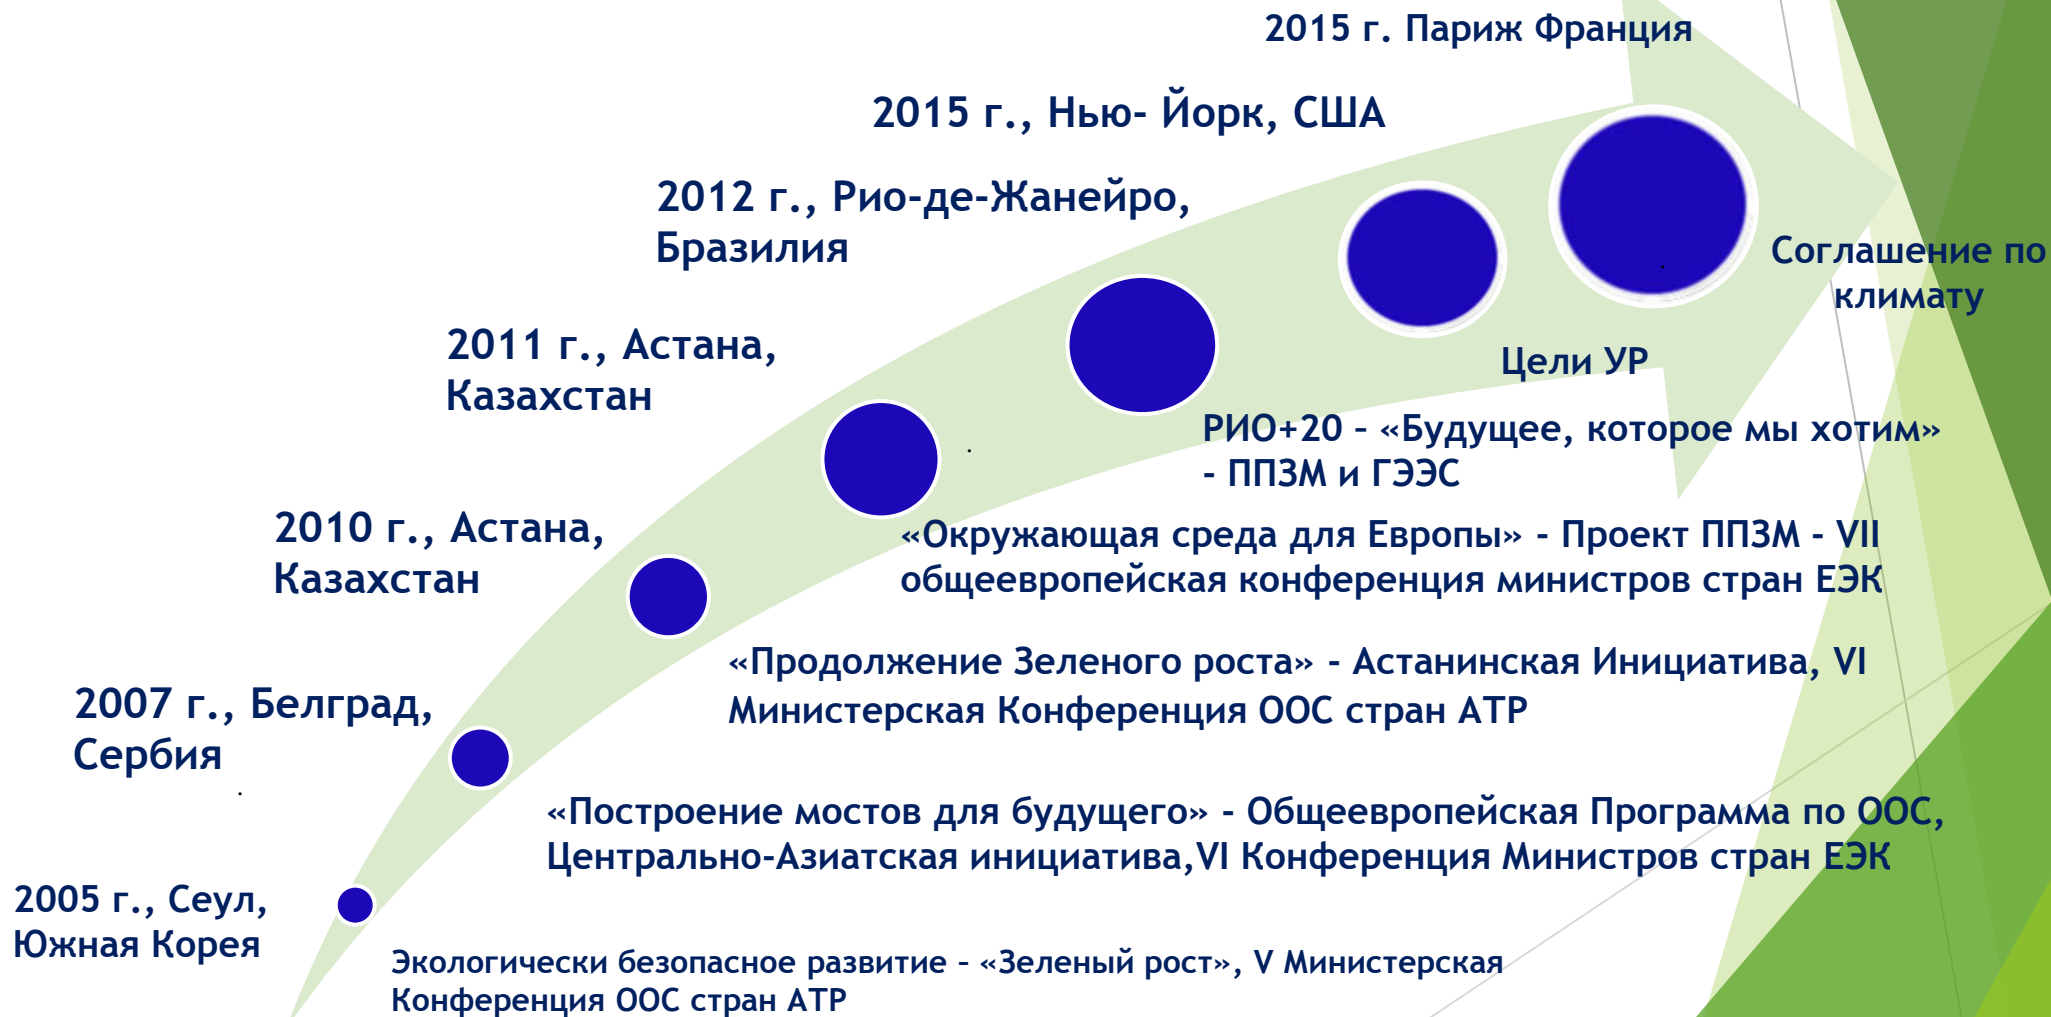 2015 г. Париж Франция
2015 г., Нью- Йорк, США
2012 г., Рио-де-Жанейро,
Бразилия
Соглашение по
климату
2011 г., Астана,
Казахстан
Цели УР
РИО+20 – «Будущее, которое мы хотим»
- ППЗМ и ГЭЭС
2010 г., Астана,
Казахстан
«Окружающая среда для Европы» - Проект ППЗМ - VII
общеевропейская конференция министров стран ЕЭК
«Продолжение Зеленого роста» - Астанинская Инициатива, VI
Министерская Конференция ООС стран АТР
2007 г., Белград,
Сербия
«Построение мостов для будущего» - Общеевропейская Программа по ООС,
Центрально-Азиатская инициатива,VI Конференция Министров стран ЕЭК
2005 г., Сеул,
Южная Корея
Экологически безопасное развитие – «Зеленый рост», V Министерская
Конференция ООС стран АТР